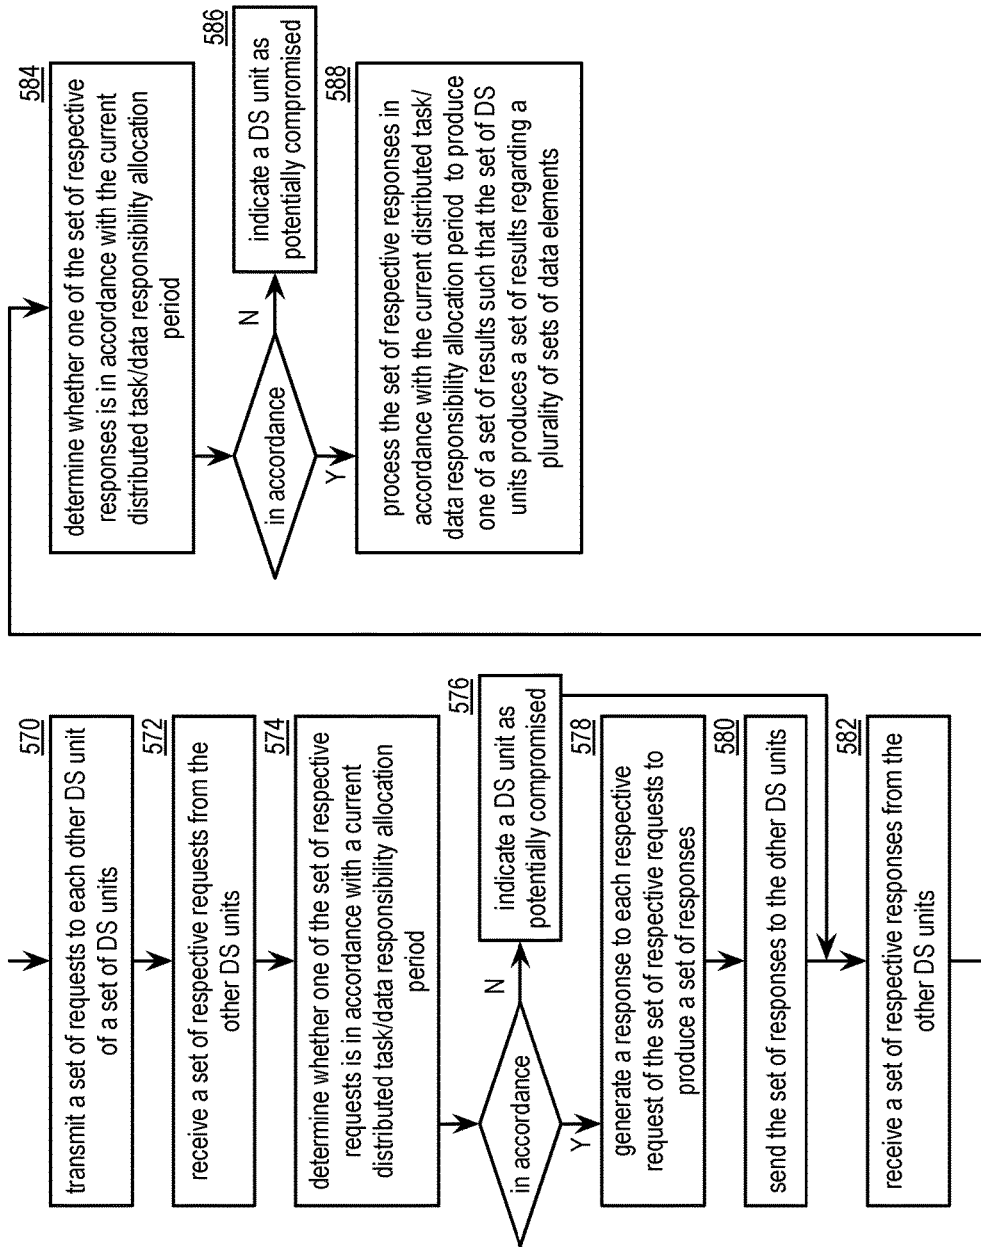 570
transmit a set of requests to each other DS unit
of a set of DS units
572
receive a set of respective requests from the
other DS units
574
determine whether one of the set of respective
requests is in accordance with a current
distributed task/data responsibility allocation
period
in accordance
N
Y
576
indicate a DS unit as
potentially compromised
578
generate a response to each respective
request of the set of respective requests to
produce a set of responses
580
send the set of responses to the other DS units
582
receive a set of respective responses from the
other DS units
584
determine whether one of the set of respective
responses is in accordance with the current
distributed task/data responsibility allocation
period
in accordance
N
Y
586
indicate a DS unit as
potentially compromised
588
process the set of respective responses in
accordance with the current distributed task/
data responsibility allocation period to produce
one of a set of results such that the set of DS
units produces a set of results regarding a
plurality of sets of data elements